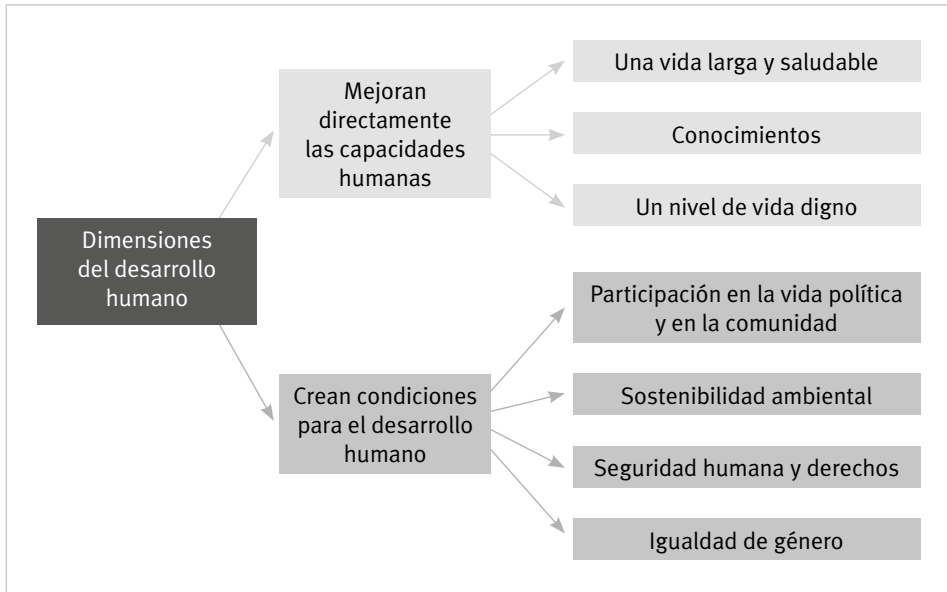 Dimensiones
del desarrollo
humano
Mejoran
directamente
las capacidades
humanas
Una vida larga y saludable
Conocimientos
Un nivel de vida digno
Crean condiciones
para el desarrollo
humano
Participación en la vida política
y en la comunidad
Sostenibilidad ambiental
Seguridad humana y derechos
Igualdad de género